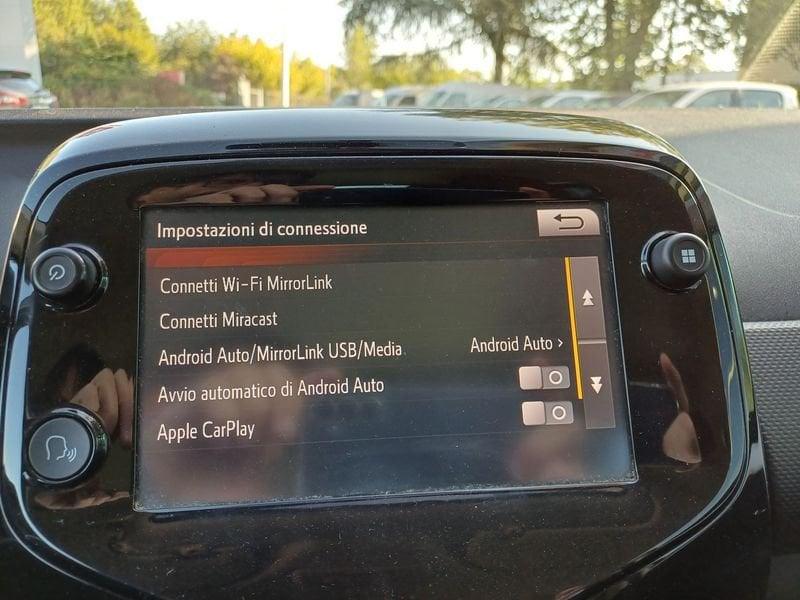 Impostazioni di connessione
Connetti Wi-Fi MirrorLink
Connetti Miracast
Android Auto/MirrorLink USB/Media Android Auto ›
Avvio automatico di Android Auto
Apple CarPlay